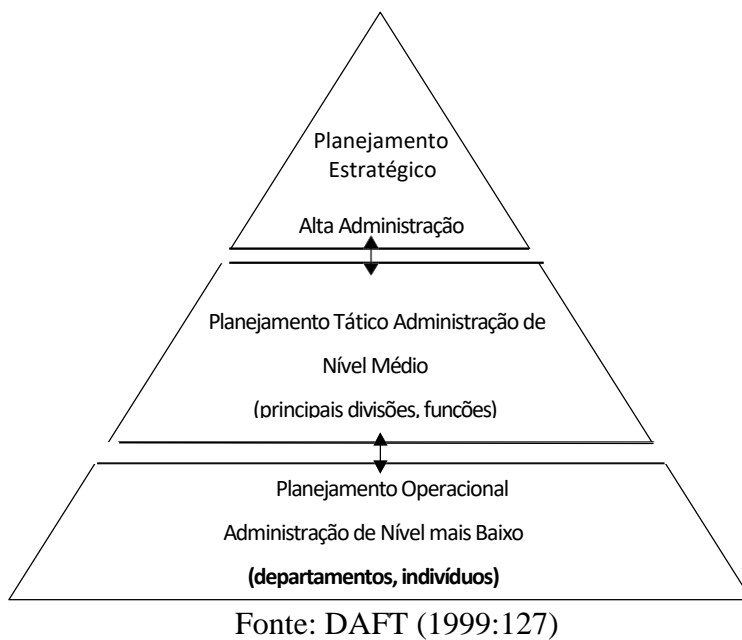 Planejamento
Estratégico
Alta Administração
Planejamento Tático Administração de
Nível Médio
(principais divisões, funções)
Planejamento Operacional
Administração de Nível mais Baixo
(departamentos, indivíduos)
Fonte: DAFT (1999:127)